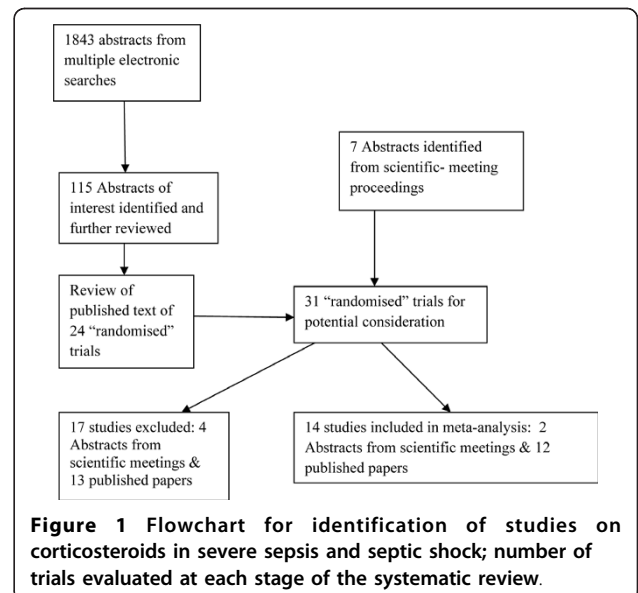 1843 abstracts from
multiple electronic
searches
7 Abstracts identified
from scientific- meeting
proceedings
115 Abstracts of
interest identified and
further reviewed
Review of
published text of
24 “randomised”
trials
31 “randomised” trials for
potential consideration
17 studies excluded: 4
Abstracts from
scientific meetings &
13 published papers
14 studies included in meta-analysis: 2
Abstracts from scientific meetings & 12
published papers
Figure 1 Flowchart for identification of studies on
corticosteroids in severe sepsis and septic shock; number of
trials evaluated at each stage of the systematic review.